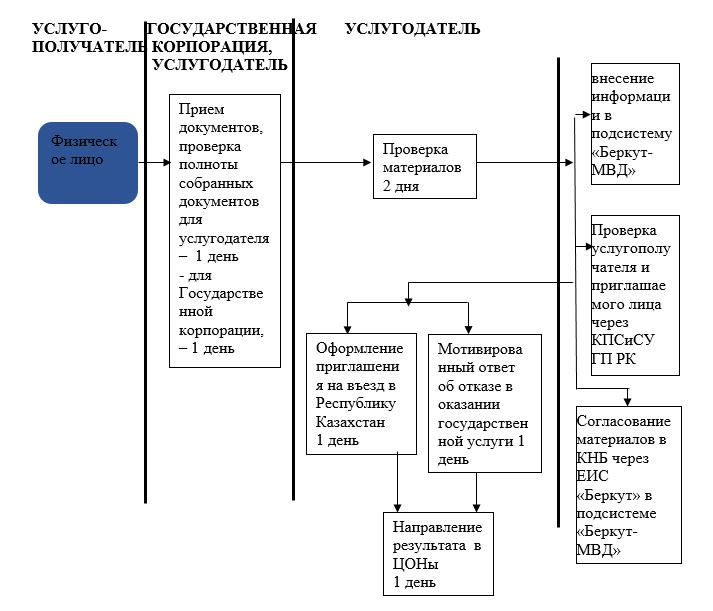 УСЛУГО-
ПОЛУЧАТЕЛЬ
ГОСУДАРСТВЕННАЯ
КОРПОРАЦИЯ,
УСЛУГОДАТЕЛЬ
УСЛУГОДАТЕЛЬ
Физическ
ое лицо
Прием
документов,
проверка
полноты
собранных
документов
для
услугодателя
– 1 день
- для
Государстве
нной
корпорации,
– 1 день
Проверка
материалов
2 дня
внесение
информаци
и в
подсистему
«Беркут-
МВД»
Проверка
услугополу
чателя и
приглашае
мого лица
через
КПСиСУ
ГП РК
Согласование
материалов в
КНБ через
ЕИС
«Беркут» в
подсистеме
«Беркут-
МВД»
Оформление
приглашени
я на въезд в
Республику
Казахстан
1 день
Мотивирова
нный ответ
об отказе в
оказании
государствен
ной услуги 1
день
Направление
результата в
ЦОНы
1 день